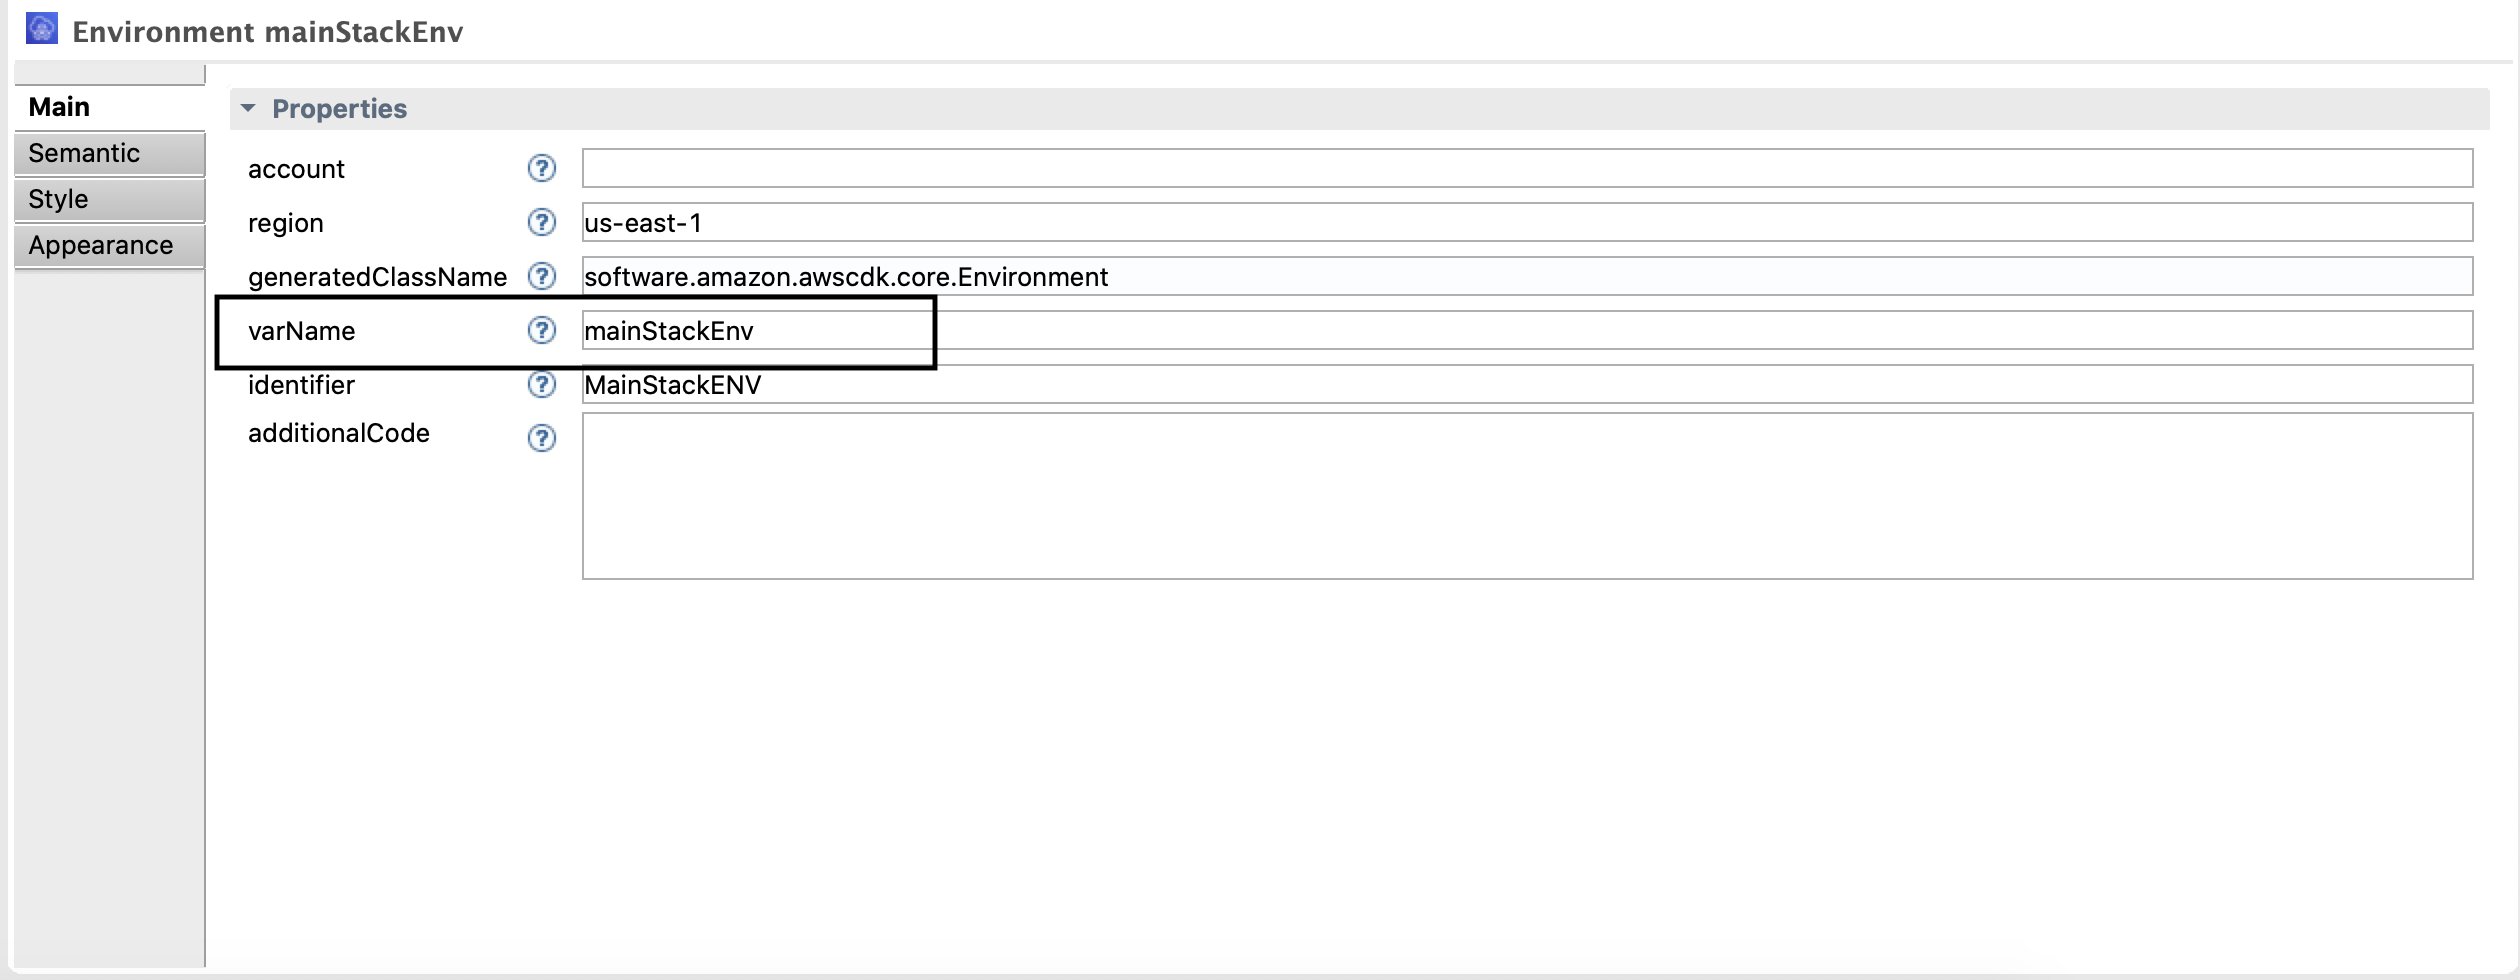 Environment mainStackEnv
Main
Semantic
Style
Appearance
Properties
account ?
region ? us-east-1
generatedClassName ? software.amazon.awscdk.core.Environment
varName ? mainStackEnv
identifier ? MainStackENV
additionalCode ?